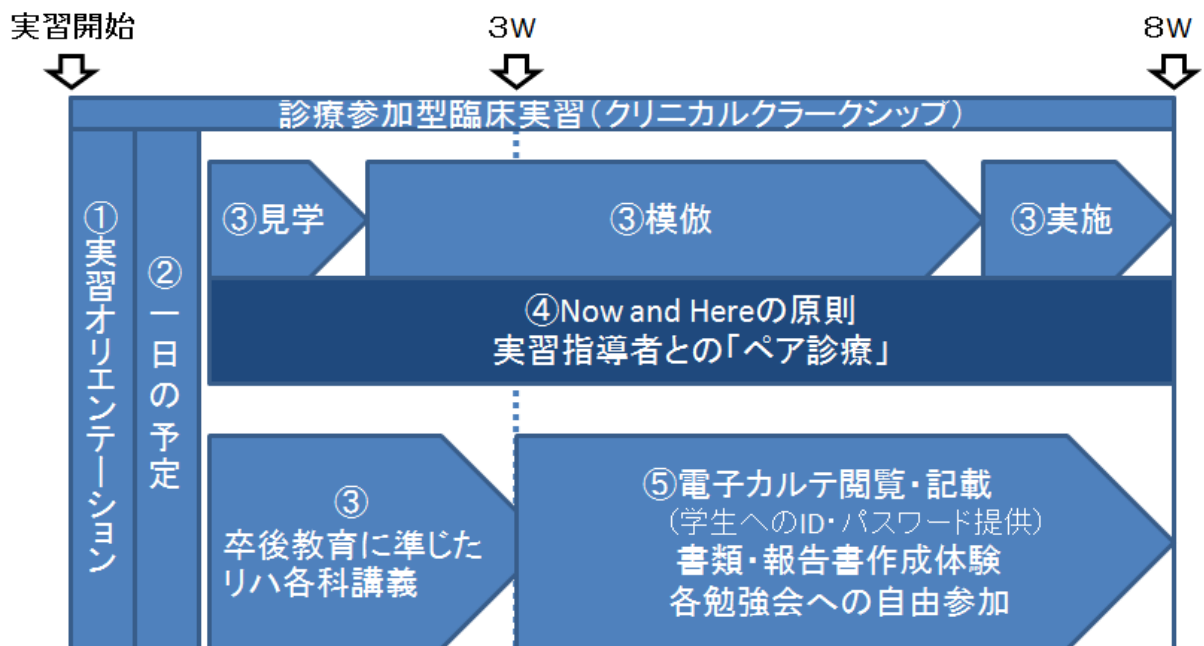 実習開始
3W
8W
診療参加型臨床実習(クリニカルクラークシップ)
①実習オリエンテーション
②一日の予定
③見学
③模倣
③実施
④Now and Hereの原則
実習指導者との「ペア診療」
③
卒後教育に準じた
リハ各科講義
⑤電子カルテ閲覧・記載
(学生へのID・パスワード提供)
書類・報告書作成体験
各勉強会への自由参加